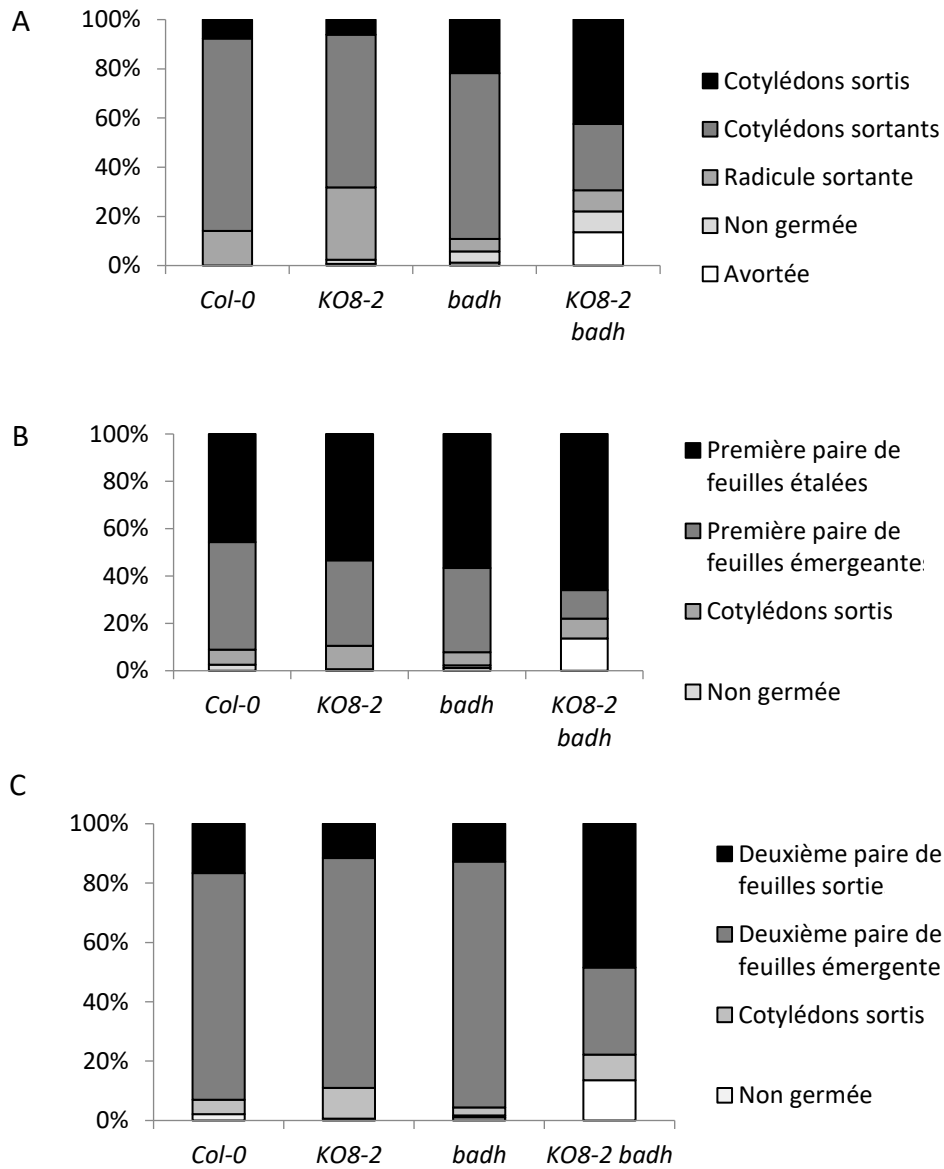 A
100%
80%
60%
40%
20%
0%
Col-0
KO8-2
badh
KO8-2
badh
Cotylédons sortis
Cotylédons sortants
Radicule sortante
Non germée
Avortée
B
100%
80%
60%
40%
20%
0%
Col-0
KO8-2
badh
KO8-2
badh
Première paire de
feuilles étalées
Première paire de
feuilles émergeantes
Cotylédons sortis
Non germée
C
100%
80%
60%
40%
20%
0%
Col-0
KO8-2
badh
KO8-2 badh
Deuxième paire de
feuilles sortie
Deuxième paire de
feuilles émergente
Cotylédons sortis
Non germée